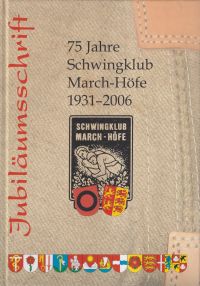 Jubiläumsschrift
75 Jahre
Schwingklub
March-Höfe
1931–2006
SCHWINGKLUB
MARCH-HÖFE